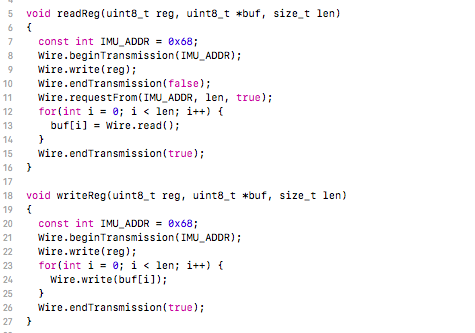 5 void readReg(uint8_t reg, uint8_t *buf, size_t len)
6 {
7   const int IMU_ADDR = 0x68;
8   Wire.beginTransmission(IMU_ADDR);
9   Wire.write(reg);
10   Wire.endTransmission(false);
11   Wire.requestFrom(IMU_ADDR, len, true);
12   for(int i = 0; i < len; i++) {
13     buf[i] = Wire.read();
14   }
15   Wire.endTransmission(true);
16 }
17
18 void writeReg(uint8_t reg, uint8_t *buf, size_t len)
19 {
20   const int IMU_ADDR = 0x68;
21   Wire.beginTransmission(IMU_ADDR);
22   Wire.write(reg);
23   for(int i = 0; i < len; i++) {
24     Wire.write(buf[i]);
25   }
26   Wire.endTransmission(true);
27 }